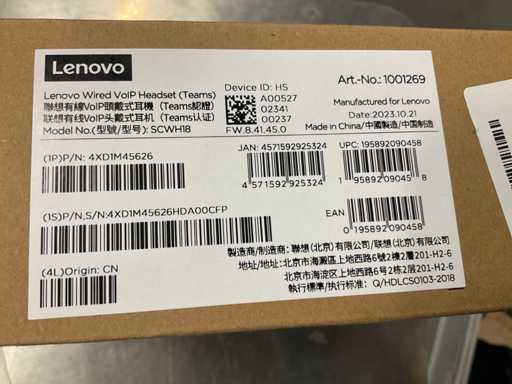 Lenovo
Lenovo Wired VoIP Headset (Teams)
聯想有線VoIP頭戴式耳機（Teams認證）
联想有线VoIP头戴式耳机（Teams认证）
Model No.(型號/型号): SCWH18
Device ID: HS
A00527
02341
00237
FW.8.41.45.0
Art.-No.: 1001269
Manufactured for Lenovo
Date:2023.10.21
Made in China/中國製造/中国制造
(1P)P/N: 4XD1M45626
JAN: 4571592925324
4 571592 925324
UPC: 195892090458
1 95892 09045 8
(1S)P/N,S/N:4XD1M45626HDA00CFP
EAN
0 195892 090458
(4L)Origin: CN
製造商/制造商: 聯想(北京)有限公司/联想(北京)有限公司
地址/地址: 北京市海澱區上地西路6號2棟2層201-H2-6
北京市海淀区上地西路6号2栋2层201-H2-6
執行標準/执行标准: Q/HDLCS0103-2018